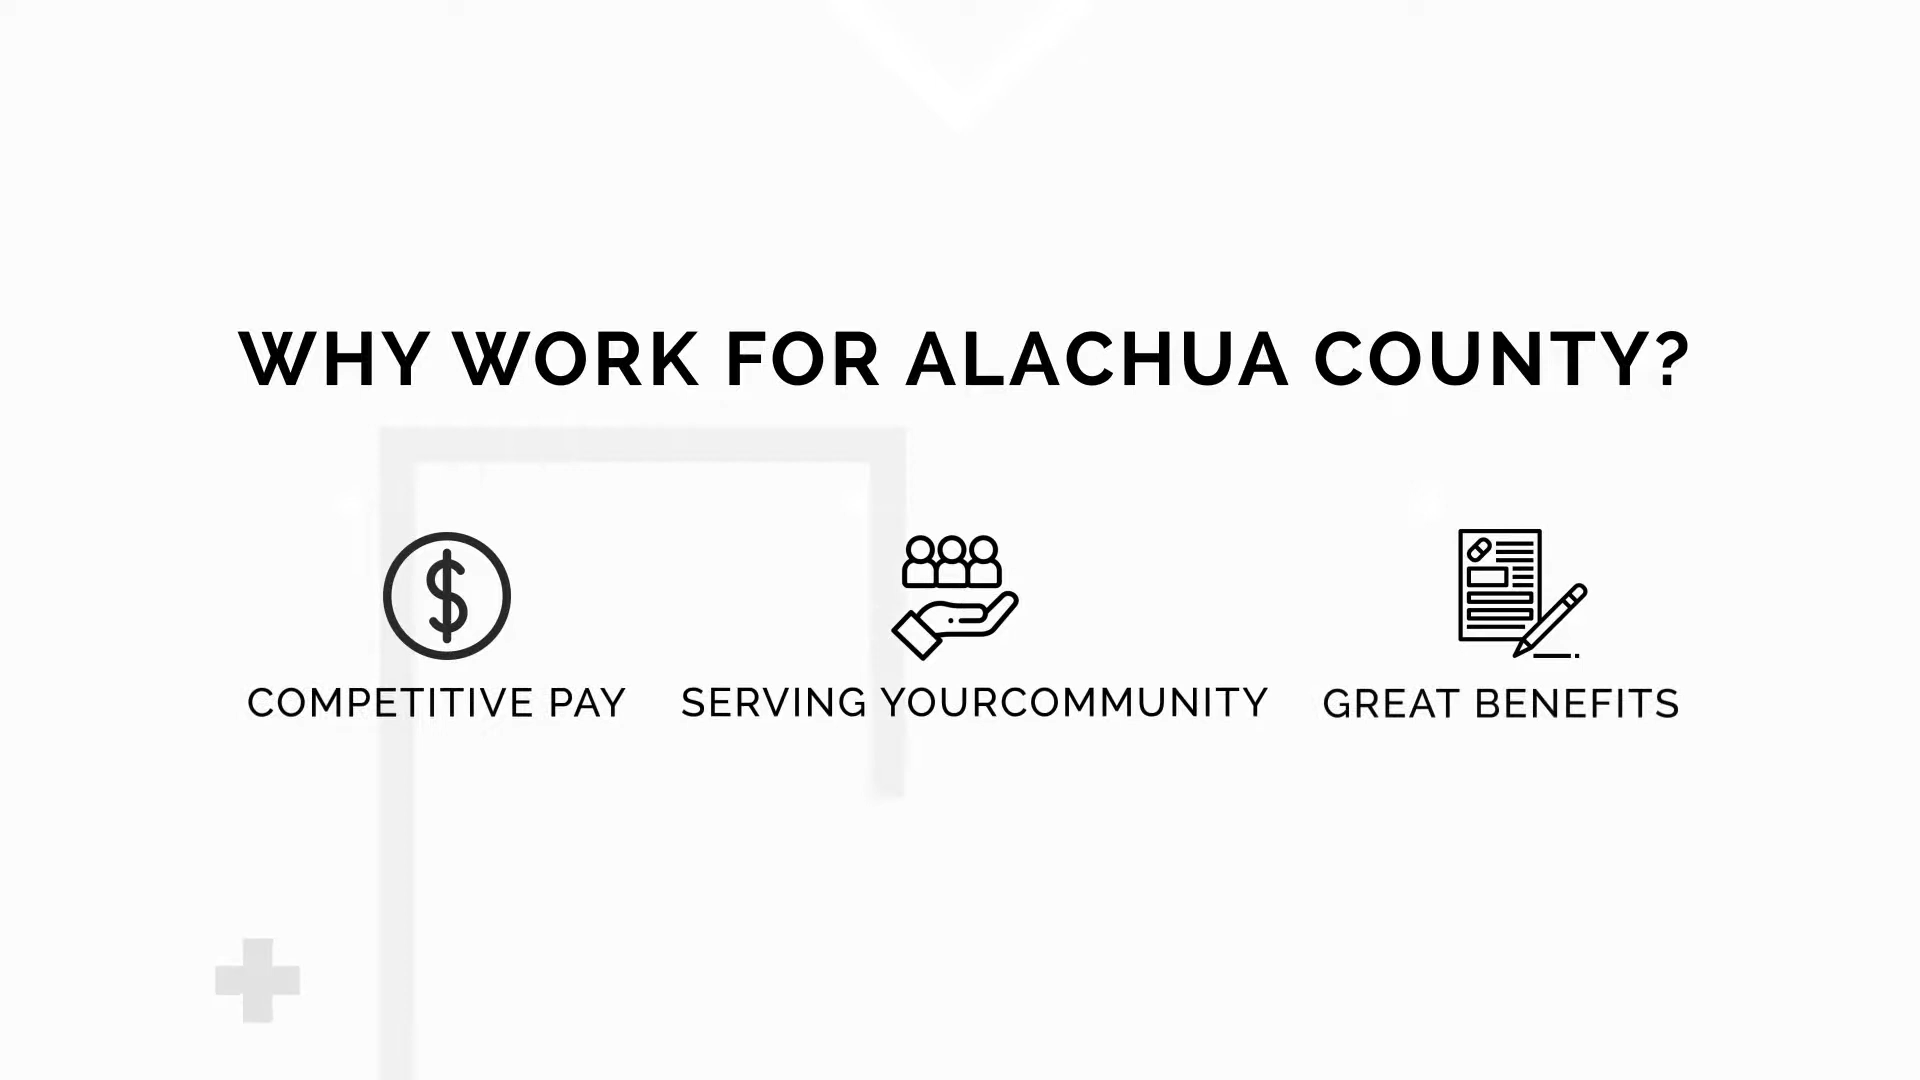 WHY WORK FOR ALACHUA COUNTY?
COMPETITIVE PAY
SERVING YOURCOMMUNITY
GREAT BENEFITS